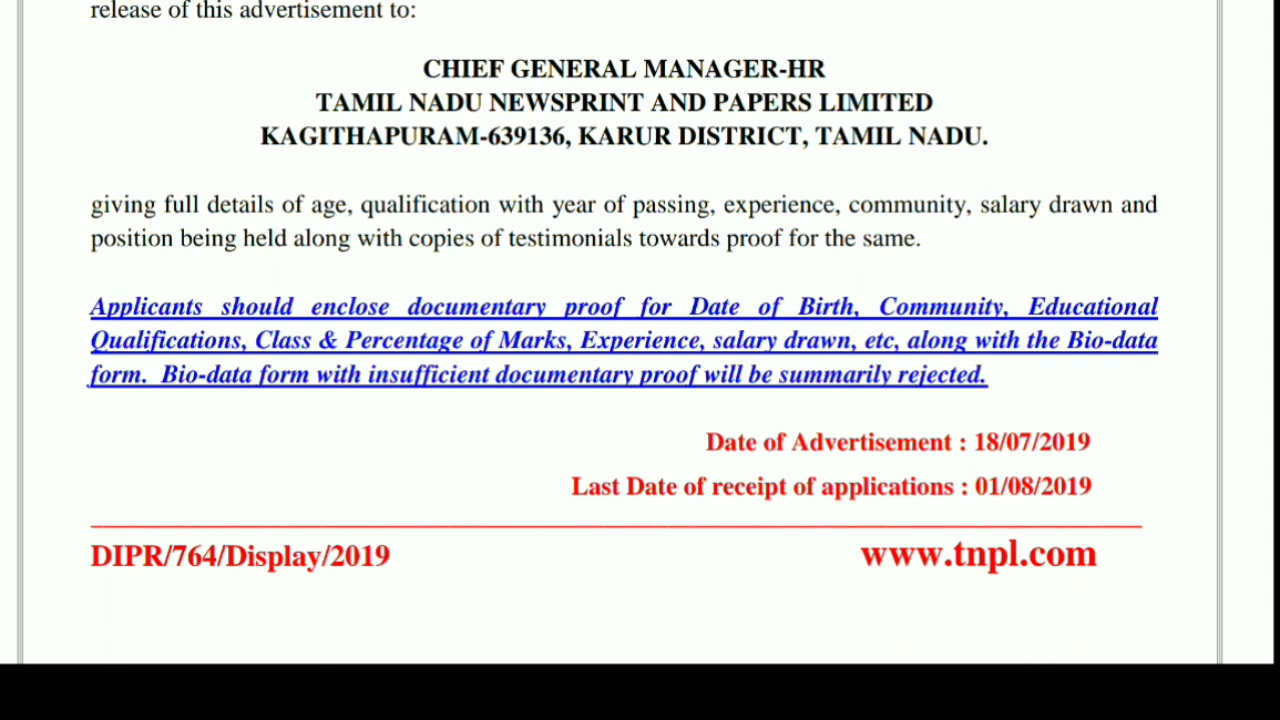 release of this advertisement to:
CHIEF GENERAL MANAGER-HR
TAMIL NADU NEWSPRINT AND PAPERS LIMITED
KAGITHAPURAM-639136, KARUR DISTRICT, TAMIL NADU.
giving full details of age, qualification with year of passing, experience, community, salary drawn and
position being held along with copies of testimonials towards proof for the same.
Applicants should enclose documentary proof for Date of Birth, Community, Educational
Qualifications, Class & Percentage of Marks, Experience, salary drawn, etc, along with the Bio-data
form. Bio-data form with insufficient documentary proof will be summarily rejected.
Date of Advertisement : 18/07/2019
Last Date of receipt of applications : 01/08/2019
DIPR/764/Display/2019 www.tnpl.com